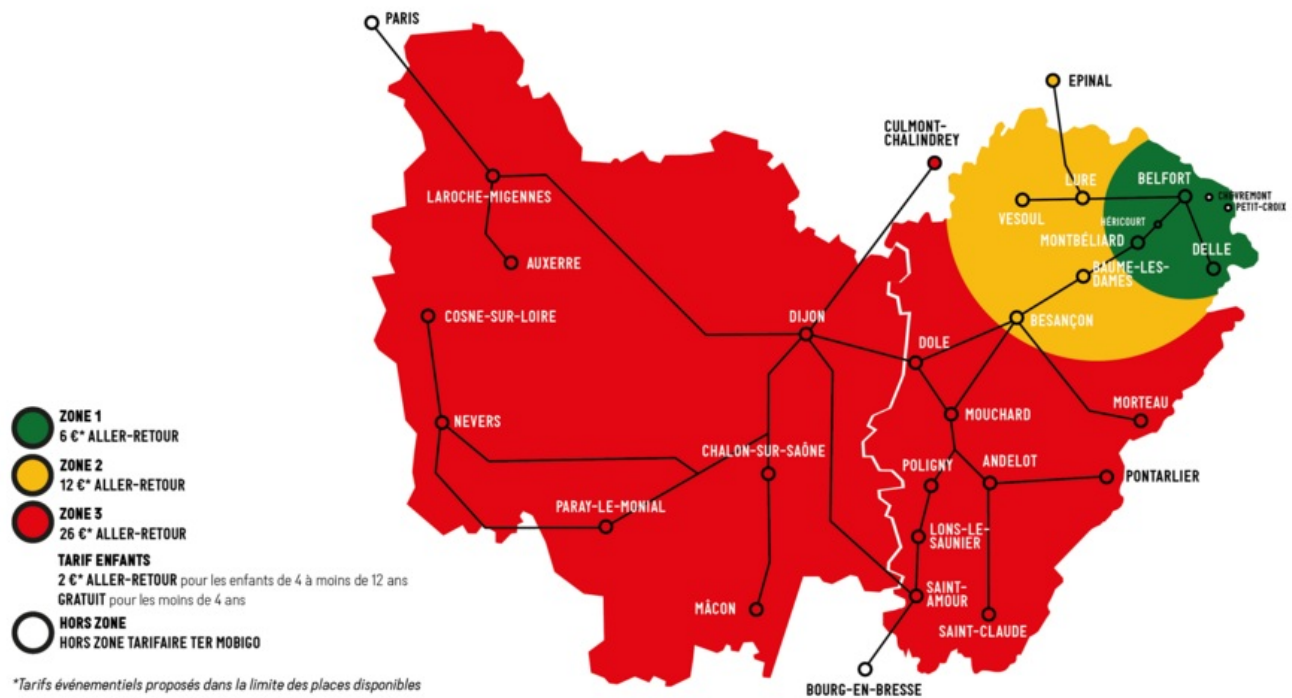 PARIS
EPINAL
CULMONT-
CHALINDREY
LAROCHE-MIGENNES
LURE
BELFORT
CHÈVREMONT
PETIT-CROIX
VESOUL
HÉRICOURT
MONTBÉLIARD
DELLE
AUXERRE
BAUME-LES-
DAMES
COSNE-SUR-LOIRE
DIJON
BESANÇON
DOLE
MORTEAU
NEVERS
MOUCHARD
CHALON-SUR-SAÔNE
POLIGNY
ANDELOT
PONTARLIER
PARAY-LE-MONIAL
LONS-LE-
SAUNIER
MÂCON
SAINT-
AMOUR
SAINT-CLAUDE
BOURG-EN-BRESSE
ZONE 1
6 €* ALLER-RETOUR
ZONE 2
12 €* ALLER-RETOUR
ZONE 3
26 €* ALLER-RETOUR
TARIF ENFANTS
2 €* ALLER-RETOUR pour les enfants de 4 à moins de 12 ans
GRATUIT pour les moins de 4 ans
HORS ZONE
HORS ZONE TARIFAIRE TER MOBIGO
*Tarifs événementiels proposés dans la limite des places disponibles